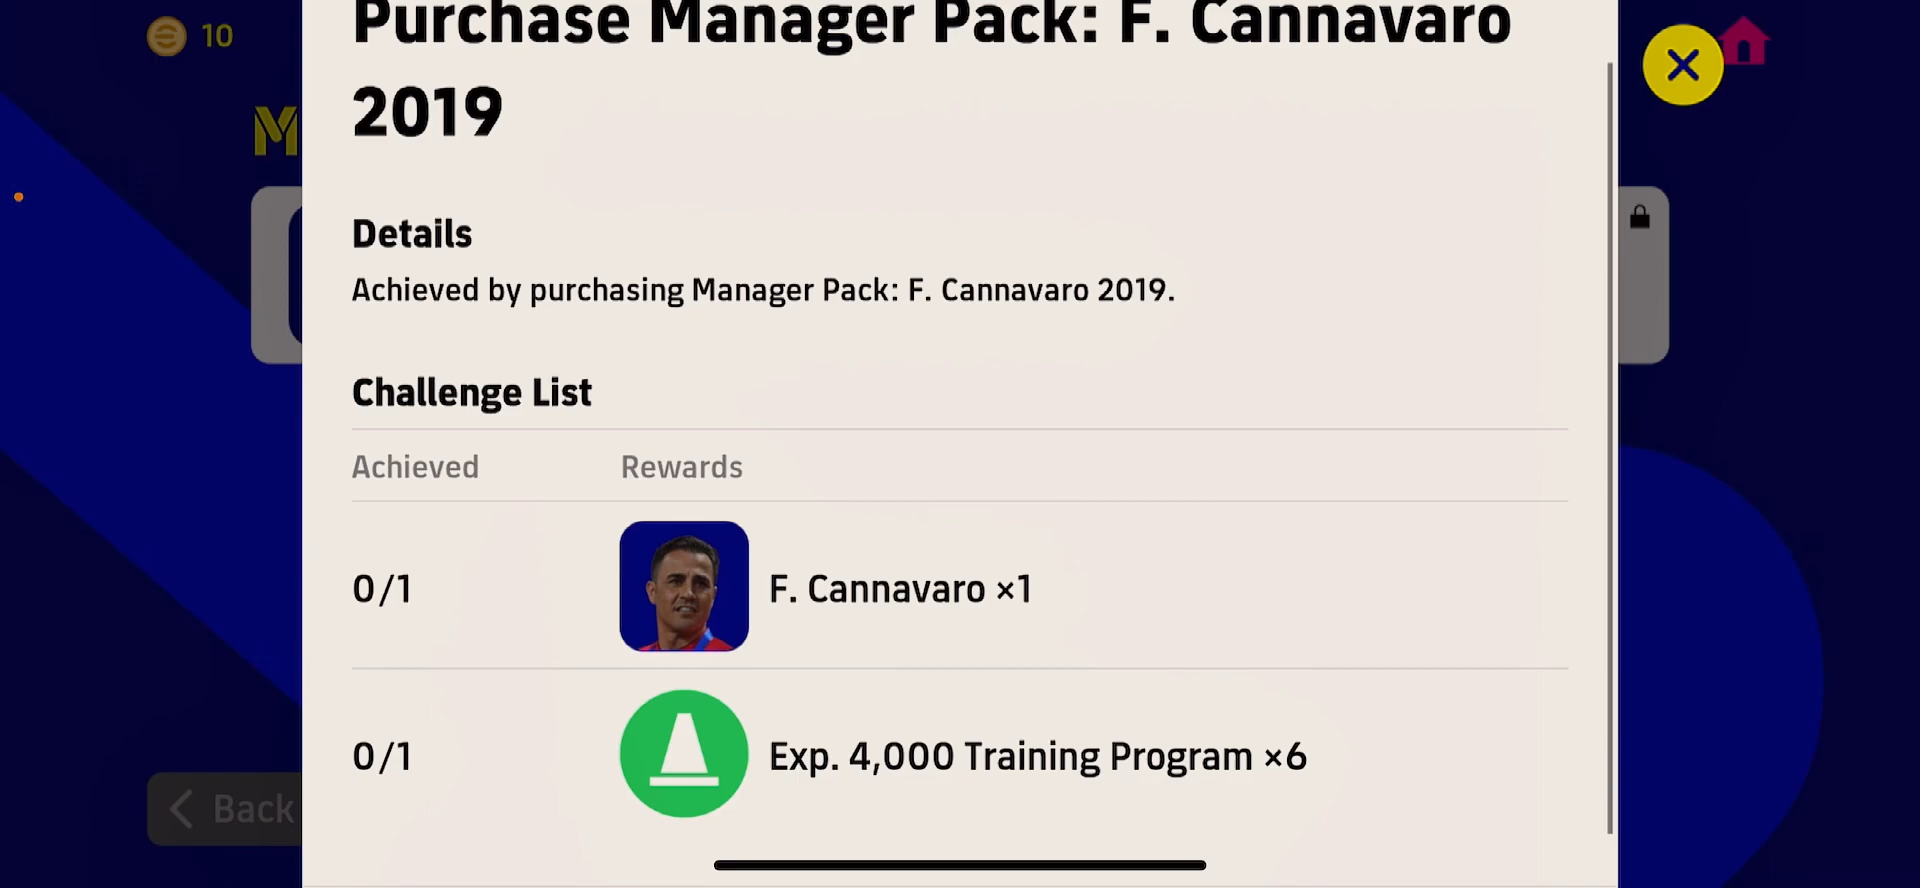 10
Purchase Manager Pack: F. Cannavaro
2019
M
Details
Achieved by purchasing Manager Pack: F. Cannavaro 2019.
Challenge List
Achieved Rewards
0/1 F. Cannavaro ×1
0/1 Exp. 4,000 Training Program ×6
Back